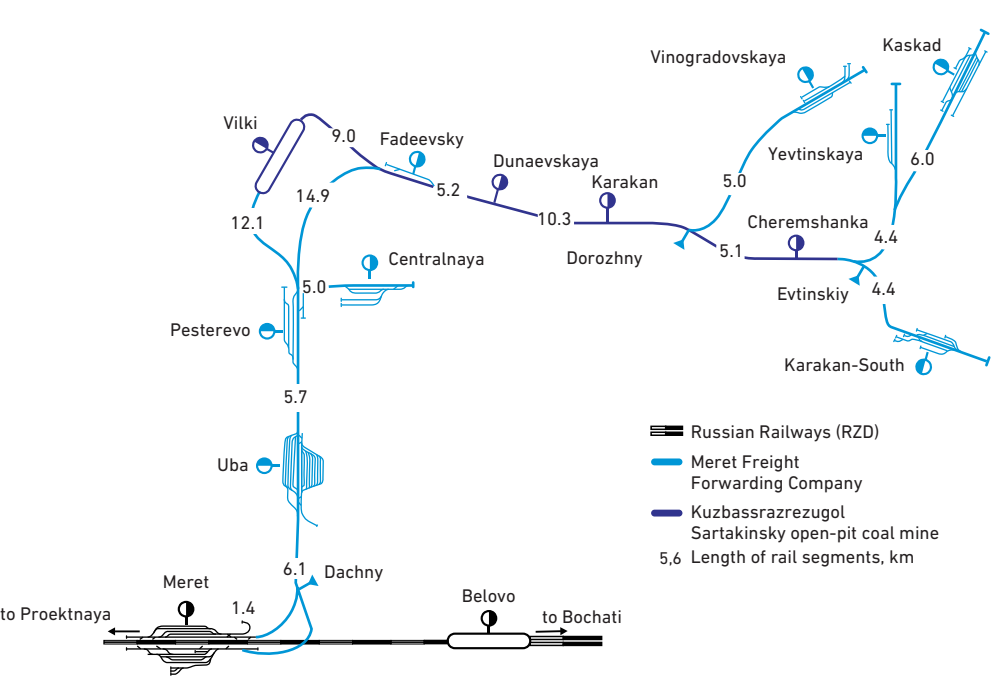 Kaskad
Vinogradovskaya
Vilki
9.0
Fadeevsky
Yevtinskaya
6.0
Dunaevskaya
Karakan
5.0
5.2
14.9
12.1
10.3
Cheremshanka
4.4
5.1
Dorozhny
Centralnaya
5.0
Evtinskiy
4.4
Pesterevo
Karakan-South
5.7
Russian Railways (RZD)
Uba
Meret Freight
Forwarding Company
Kuzbassrazrezugol
Sartakinsky open-pit coal mine
5,6 Length of rail segments, km
6.1
Dachny
Meret
Belovo
1.4
to Proektnaya
to Bochati